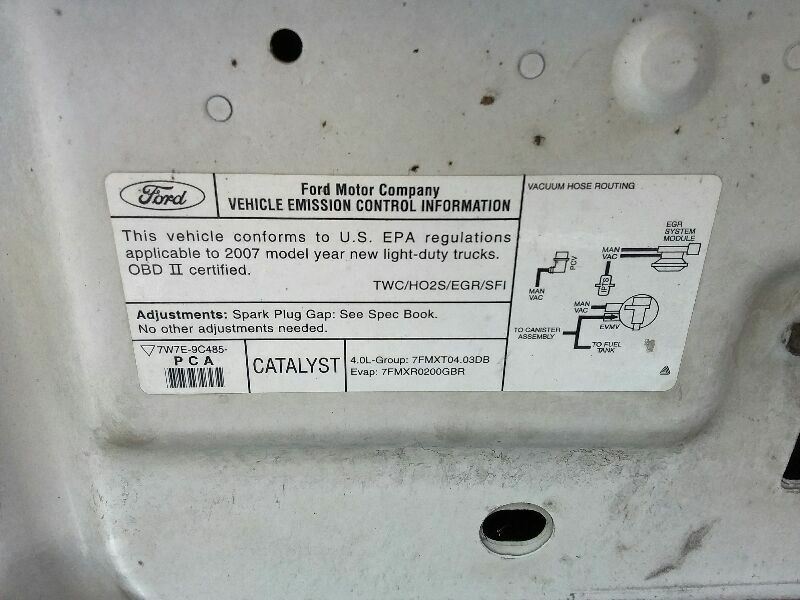 Ford
Ford Motor Company
VEHICLE EMISSION CONTROL INFORMATION
This vehicle conforms to U.S. EPA regulations
applicable to 2007 model year new light-duty trucks.
OBD II certified.
TWC/HO2S/EGR/SFI
Adjustments: Spark Plug Gap: See Spec Book.
No other adjustments needed.
7W7E-9C485-
PCA
CATALYST
4.0L-Group: 7FMXT04.03DB
Evap: 7FMXR0200GBR
VACUUM HOSE ROUTING
EGR
SYSTEM
MODULE
MAN
VAC
PCV
MAN
VAC
MAN
VAC
EVMV
TO CANISTER
ASSEMBLY
TO FUEL
TANK